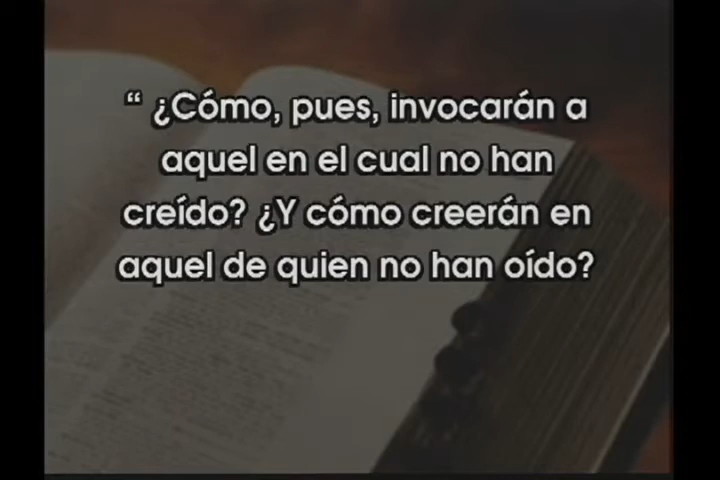 “ ¿Cómo, pues, invocarán a
aquel en el cual no han
creído? ¿Y cómo creerán en
aquel de quien no han oído?